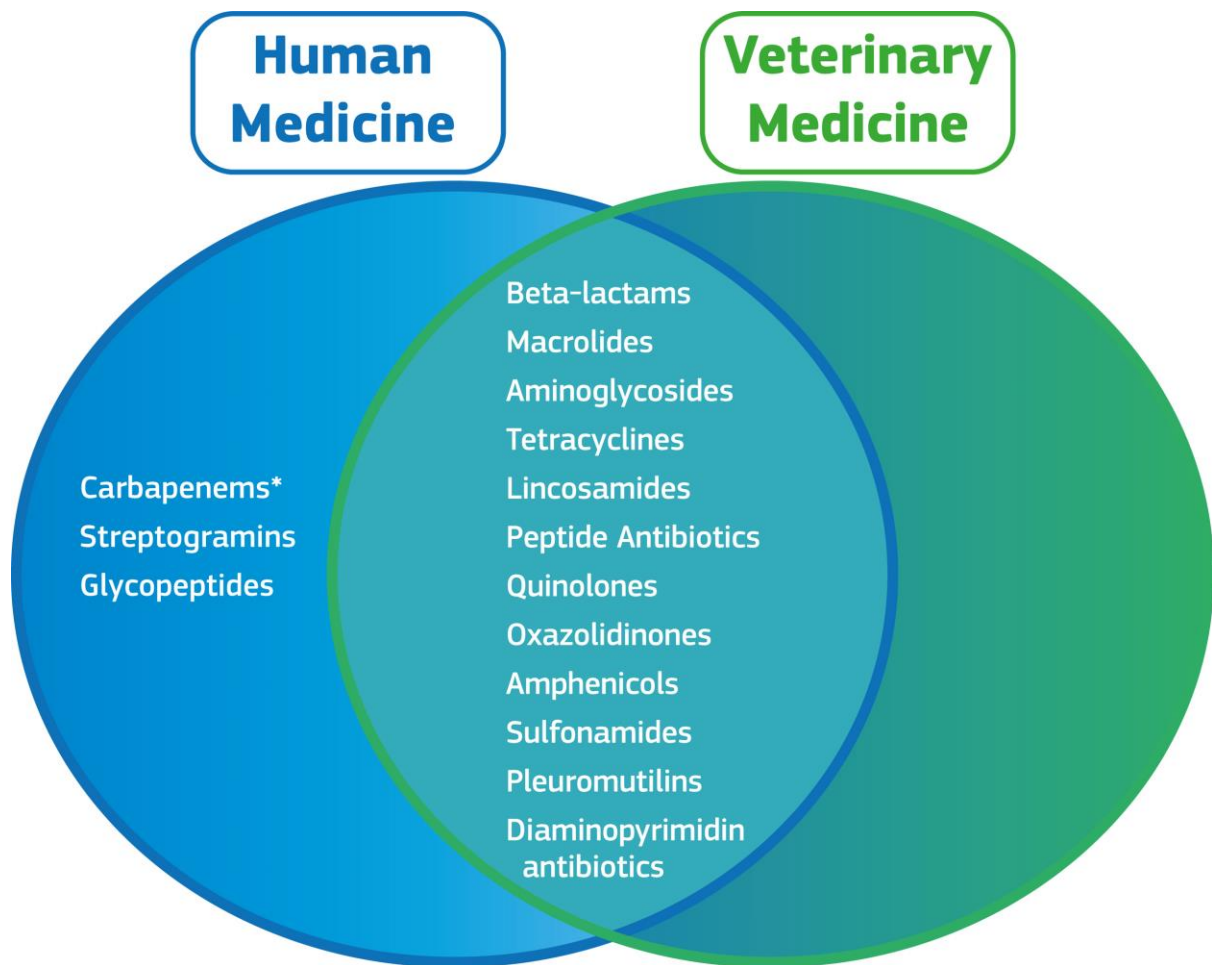 Human
Medicine
Veterinary
Medicine
Carbapenems*
Streptogramins
Glycopeptides
Beta-lactams
Macrolides
Aminoglycosides
Tetracyclines
Lincosamides
Peptide Antibiotics
Quinolones
Oxazolidinones
Amphenicols
Sulfonamides
Pleuromutilins
Diaminopyrimidin
antibiotics